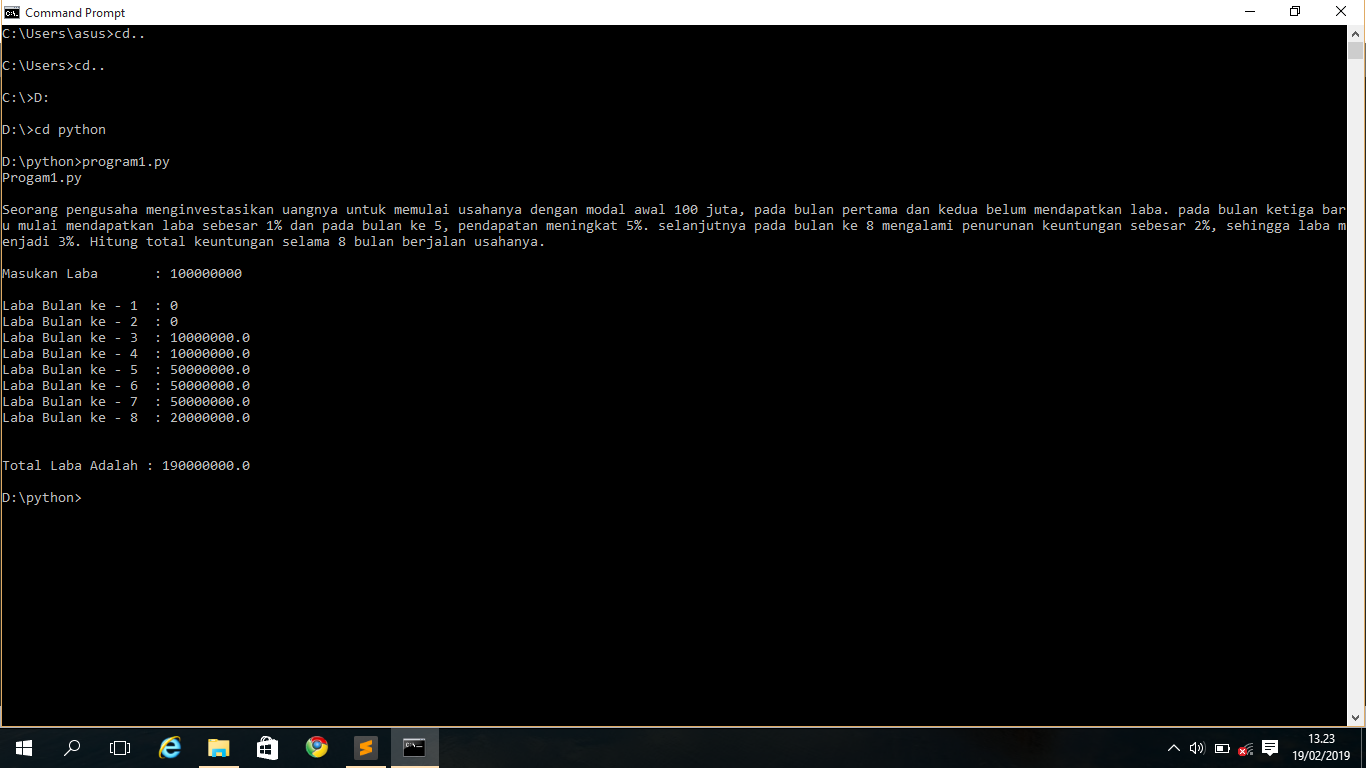 Command Prompt
C:\Users\asus>cd..
C:\Users>cd..
C:\>D:
D:\>cd python
D:\python>program1.py
Progam1.py
Seorang pengusaha menginvestasikan uangnya untuk memulai usahanya dengan modal awal 100 juta, pada bulan pertama dan kedua belum mendapatkan laba. pada bulan ketiga bar
u mulai mendapatkan laba sebesar 1% dan pada bulan ke 5, pendapatan meningkat 5%. selanjutnya pada bulan ke 8 mengalami penurunan keuntungan sebesar 2%, sehingga laba m
enjadi 3%. Hitung total keuntungan selama 8 bulan berjalan usahanya.
Masukan Laba : 100000000
Laba Bulan ke - 1 : 0
Laba Bulan ke - 2 : 0
Laba Bulan ke - 3 : 10000000.0
Laba Bulan ke - 4 : 10000000.0
Laba Bulan ke - 5 : 50000000.0
Laba Bulan ke - 6 : 50000000.0
Laba Bulan ke - 7 : 50000000.0
Laba Bulan ke - 8 : 20000000.0
Total Laba Adalah : 190000000.0
D:\python>
13.23
19/02/2019